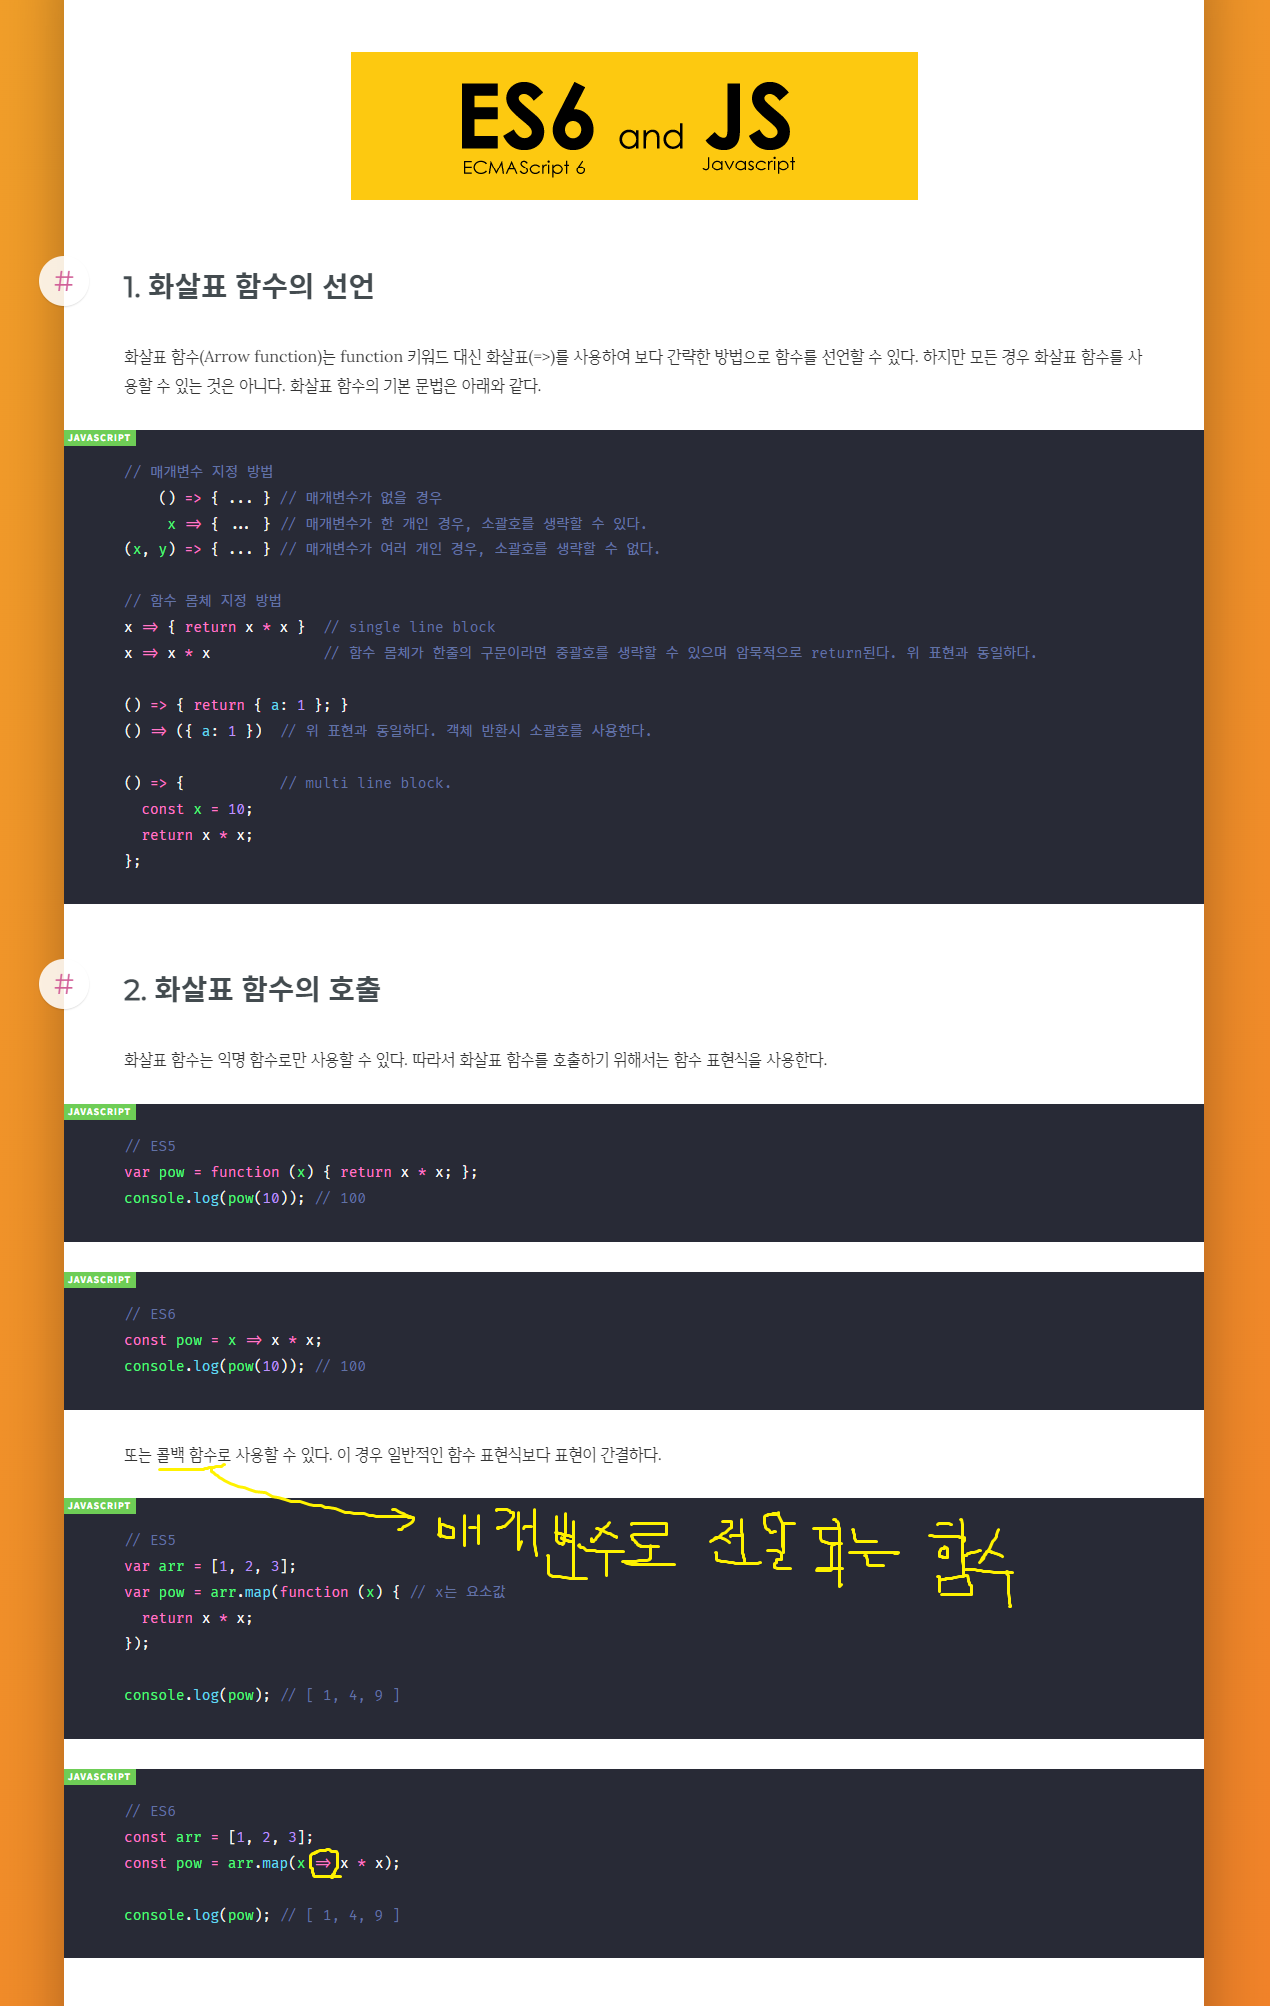 ES6 and JS
ECMAScript 6 Javascript
#
1. 화살표 함수의 선언
화살표 함수(Arrow function)는 function 키워드 대신 화살표(=>)를 사용하여 보다 간략한 방법으로 함수를 선언할 수 있다. 하지만 모든 경우 화살표 함수를 사
용할 수 있는 것은 아니다. 화살표 함수의 기본 문법은 아래와 같다.
JAVASCRIPT
// 매개변수 지정 방법
    () => { ... } // 매개변수가 없을 경우
     x => { ... } // 매개변수가 한 개인 경우, 소괄호를 생략할 수 있다.
(x, y) => { ... } // 매개변수가 여러 개인 경우, 소괄호를 생략할 수 없다.
// 함수 몸체 지정 방법
x => { return x * x }  // single line block
x => x * x             // 함수 몸체가 한줄의 구문이라면 중괄호를 생략할 수 있으며 암묵적으로 return된다. 위 표현과 동일하다.
() => { return { a: 1 }; }
() => ({ a: 1 })  // 위 표현과 동일하다. 객체 반환시 소괄호를 사용한다.
() => {           // multi line block.
  const x = 10;
  return x * x;
};
#
2. 화살표 함수의 호출
화살표 함수는 익명 함수로만 사용할 수 있다. 따라서 화살표 함수를 호출하기 위해서는 함수 표현식을 사용한다.
JAVASCRIPT
// ES5
var pow = function (x) { return x * x; };
console.log(pow(10)); // 100
JAVASCRIPT
// ES6
const pow = x => x * x;
console.log(pow(10)); // 100
또는 콜백 함수로 사용할 수 있다. 이 경우 일반적인 함수 표현식보다 표현이 간결하다.
JAVASCRIPT
매개변수로 전달되는 함수
// ES5
var arr = [1, 2, 3];
var pow = arr.map(function (x) { // x는 요소값
  return x * x;
});
console.log(pow); // [ 1, 4, 9 ]
JAVASCRIPT
// ES6
const arr = [1, 2, 3];
const pow = arr.map(x => x * x);
console.log(pow); // [ 1, 4, 9 ]